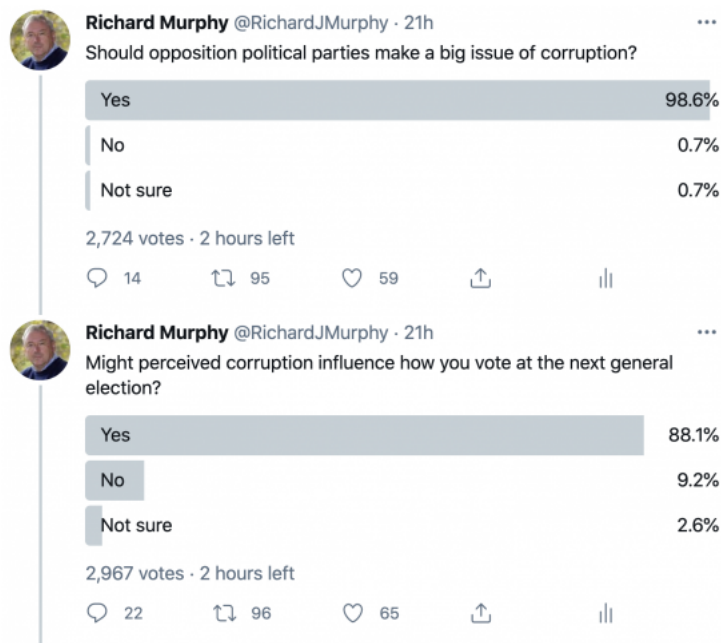 Richard Murphy @RichardJMurphy · 21h
Should opposition political parties make a big issue of corruption?
Yes 98.6%
No 0.7%
Not sure 0.7%
2,724 votes · 2 hours left
14 95 59
Richard Murphy @RichardJMurphy · 21h
Might perceived corruption influence how you vote at the next general
election?
Yes 88.1%
No 9.2%
Not sure 2.6%
2,967 votes · 2 hours left
22 96 65